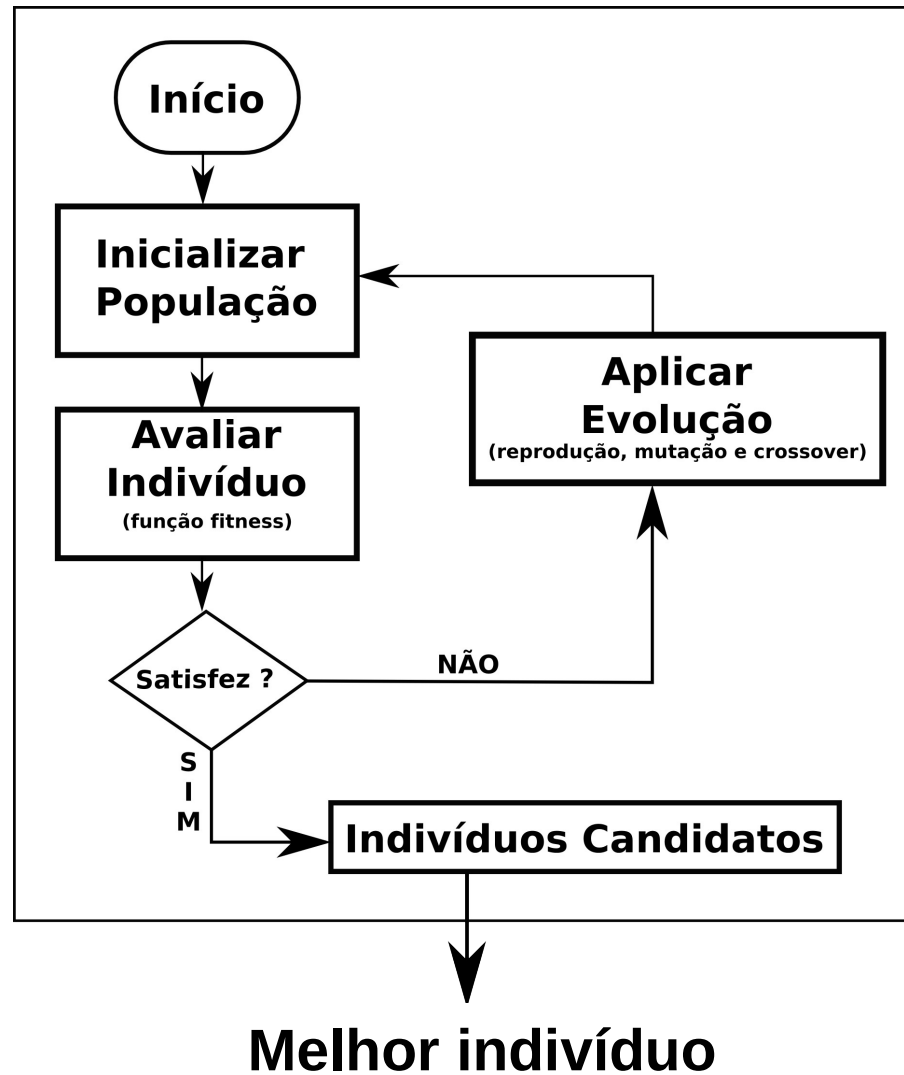 Início
Inicializar
População
Aplicar
Evolução
(reprodução, mutação e crossover)
Avaliar
Indivíduo
(função fitness)
Satisfez ?
NÃO
S
I
M
Indivíduos Candidatos
Melhor indivíduo